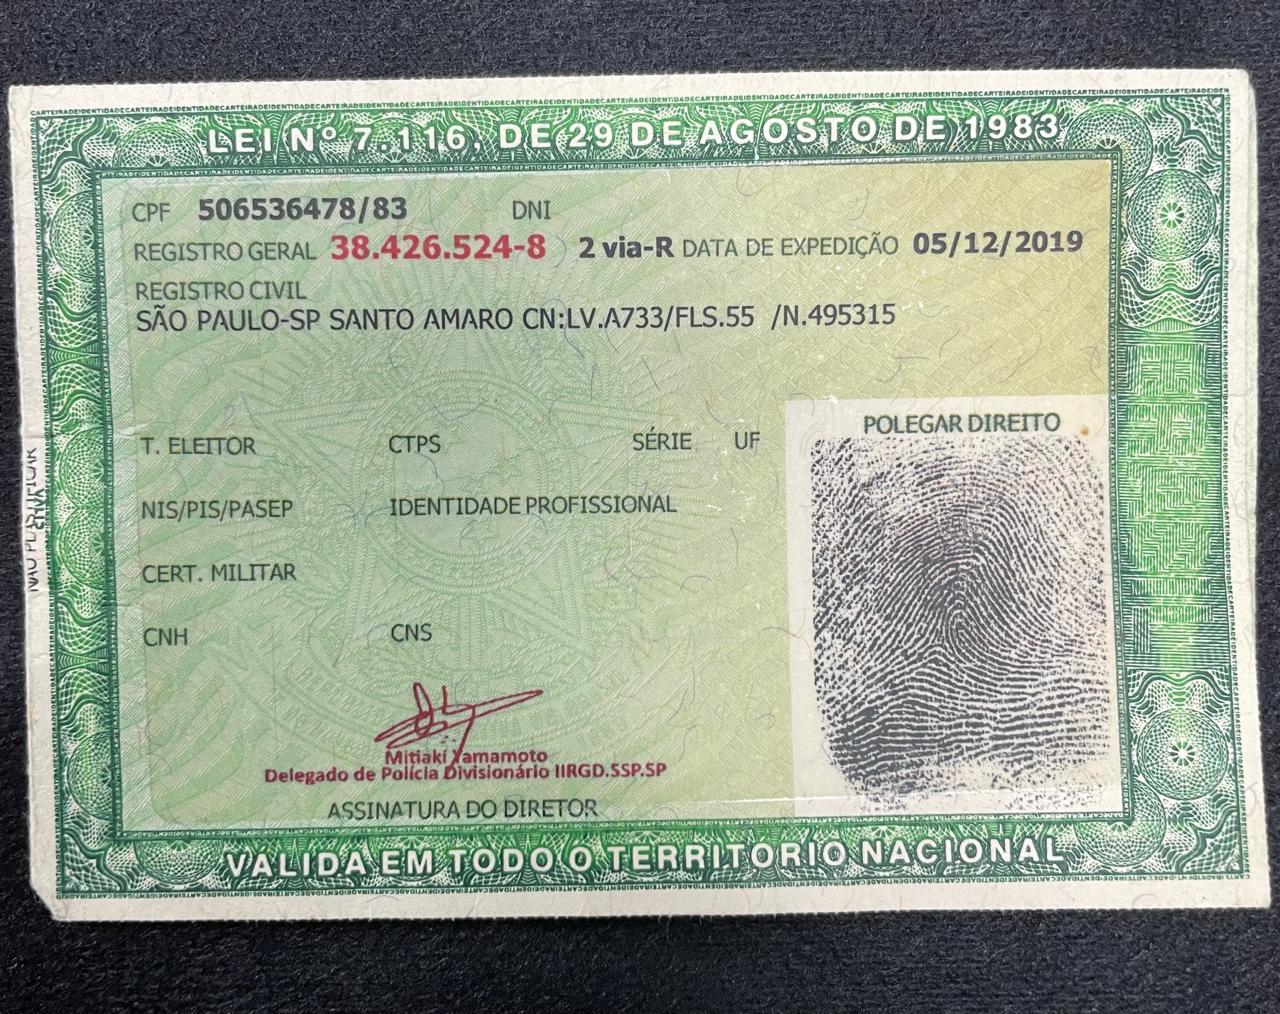 LEI Nº 7.116, DE 29 DE AGOSTO DE 1983
CPF 506536478/83 DNI
REGISTRO GERAL 38.426.524-8 2 via-R DATA DE EXPEDIÇÃO 05/12/2019
REGISTRO CIVIL
SÃO PAULO-SP SANTO AMARO CN:LV.A733/FLS.55 /N.495315
POLEGAR DIREITO
T. ELEITOR CTPS SÉRIE UF
NIS/PIS/PASEP IDENTIDADE PROFISSIONAL
CERT. MILITAR
CNH CNS
Mitiaki Yamamoto
Delegado de Polícia Divisionário IIRGD.SSP.SP
ASSINATURA DO DIRETOR
VALIDA EM TODO O TERRITORIO NACIONAL
NÃO PLASTIFICAR